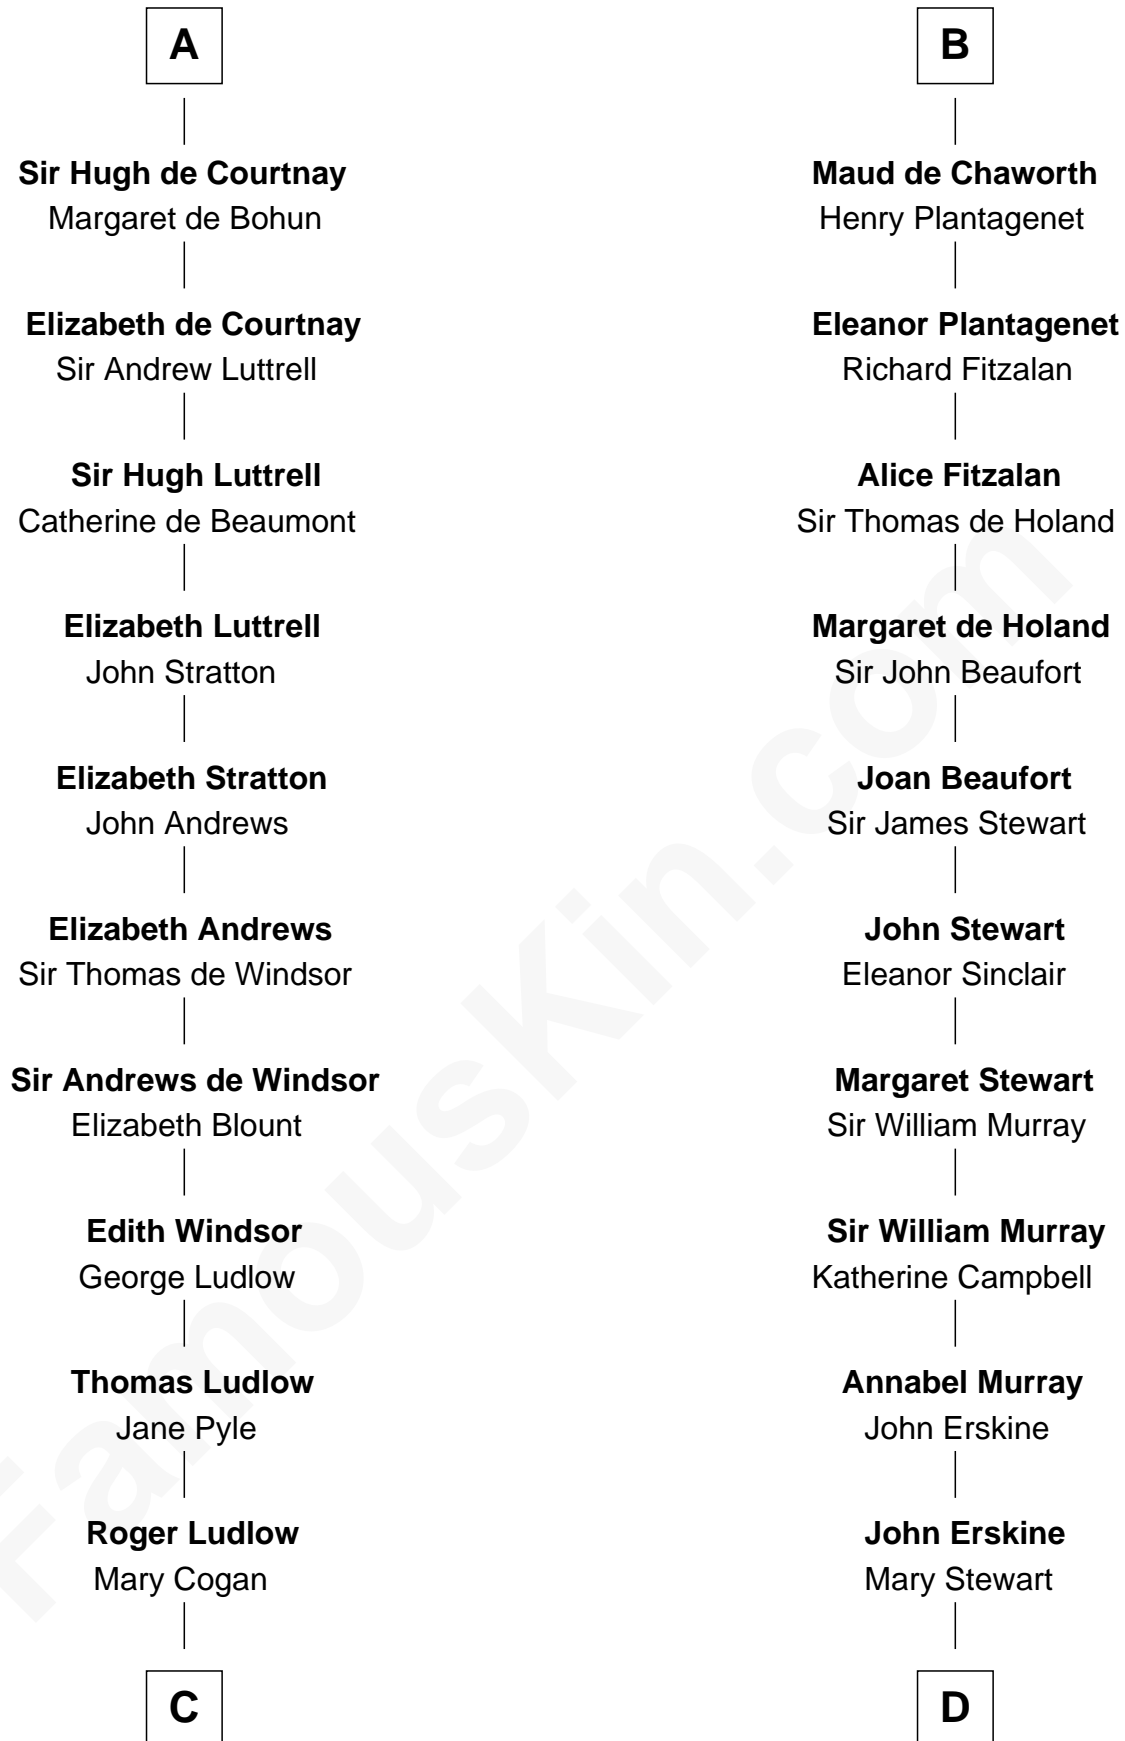 A
Sir Hugh de Courtnay
Margaret de Bohun
Elizabeth de Courtnay
Sir Andrew Luttrell
Sir Hugh Luttrell
Catherine de Beaumont
Elizabeth Luttrell
John Stratton
Elizabeth Stratton
John Andrews
Elizabeth Andrews
Sir Thomas de Windsor
Sir Andrews de Windsor
Elizabeth Blount
Edith Windsor
George Ludlow
Thomas Ludlow
Jane Pyle
Roger Ludlow
Mary Cogan
C
B
Maud de Chaworth
Henry Plantagenet
Eleanor Plantagenet
Richard Fitzalan
Alice Fitzalan
Sir Thomas de Holand
Margaret de Holand
Sir John Beaufort
Joan Beaufort
Sir James Stewart
John Stewart
Eleanor Sinclair
Margaret Stewart
Sir William Murray
Sir William Murray
Katherine Campbell
Annabel Murray
John Erskine
John Erskine
Mary Stewart
D
FamousKin.com